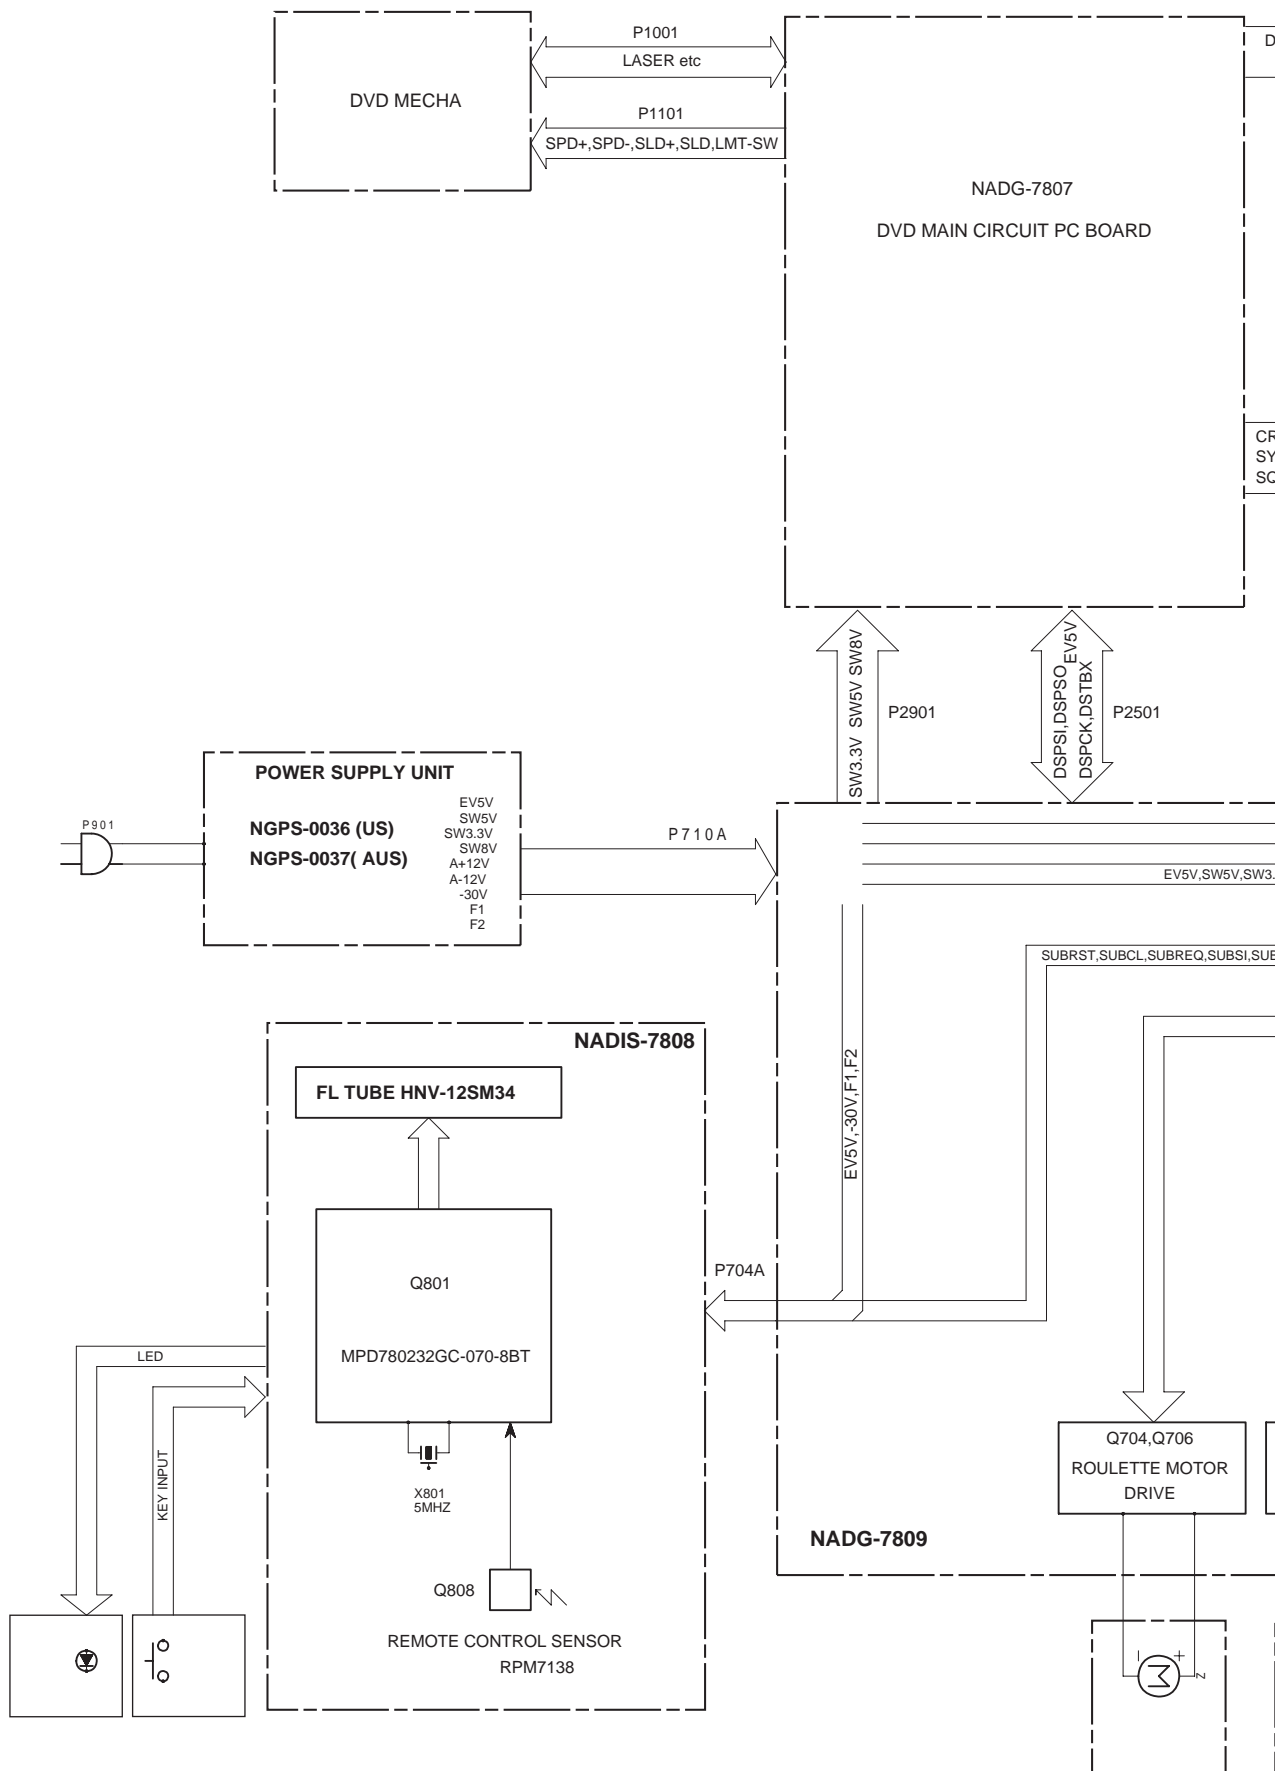 P1001
LASER etc
DVD MECHA
P1101
SPD+,SPD-,SLD+,SLD,LMT-SW
D
NADG-7807
DVD MAIN CIRCUIT PC BOARD
CR
SY
SQ
SW3.3V SW5V SW8V
P2901
DSPSI,DSPSO
EV5V
DSPCK,DSTBX
P2501
POWER SUPPLY UNIT
NGPS-0036 (US)
NGPS-0037( AUS)
EV5V
SW5V
SW3.3V
SW8V
A+12V
A-12V
-30V
F1
F2
P901
P710A
EV5V,SW5V,SW3.
SUBRST,SUBCL,SUBREQ,SUBSI,SUB
EV5V,-30V,F1,F2
NADIS-7808
FL TUBE HNV-12SM34
Q801
MPD780232GC-070-8BT
P704A
LED
KEY INPUT
X801
5MHZ
Q808
REMOTE CONTROL SENSOR
RPM7138
Q704,Q706
ROULETTE MOTOR
DRIVE
NADG-7809
M
- +
Z